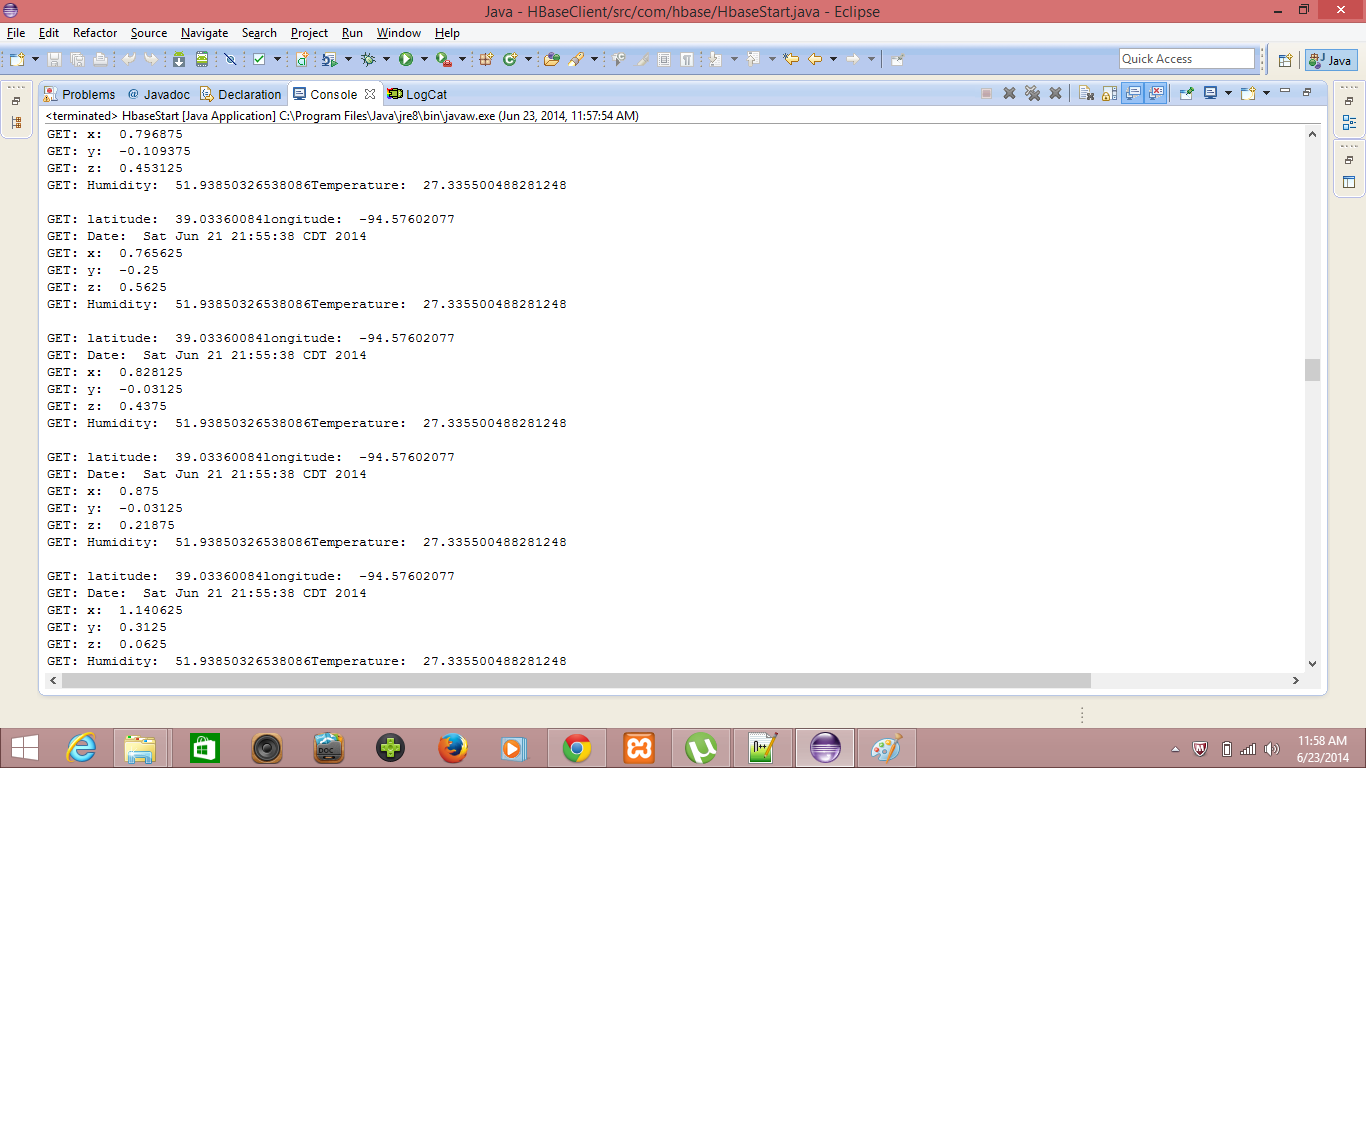 Java - HBaseClient/src/com/hbase/HbaseStart.java - Eclipse
File Edit Refactor Source Navigate Search Project Run Window Help
Quick Access
Java
Problems @ Javadoc Declaration Console LogCat
<terminated> HbaseStart [Java Application] C:\Program Files\Java\jre8\bin\javaw.exe (Jun 23, 2014, 11:57:54 AM)
GET: x:  0.796875
GET: y:  -0.109375
GET: z:  0.453125
GET: Humidity:  51.93850326538086Temperature:  27.335500488281248
GET: latitude:  39.03360084longitude:  -94.57602077
GET: Date:  Sat Jun 21 21:55:38 CDT 2014
GET: x:  0.765625
GET: y:  -0.25
GET: z:  0.5625
GET: Humidity:  51.93850326538086Temperature:  27.335500488281248
GET: latitude:  39.03360084longitude:  -94.57602077
GET: Date:  Sat Jun 21 21:55:38 CDT 2014
GET: x:  0.828125
GET: y:  -0.03125
GET: z:  0.4375
GET: Humidity:  51.93850326538086Temperature:  27.335500488281248
GET: latitude:  39.03360084longitude:  -94.57602077
GET: Date:  Sat Jun 21 21:55:38 CDT 2014
GET: x:  0.875
GET: y:  -0.03125
GET: z:  0.21875
GET: Humidity:  51.93850326538086Temperature:  27.335500488281248
GET: latitude:  39.03360084longitude:  -94.57602077
GET: Date:  Sat Jun 21 21:55:38 CDT 2014
GET: x:  1.140625
GET: y:  0.3125
GET: z:  0.0625
GET: Humidity:  51.93850326538086Temperature:  27.335500488281248
DOC
11:58 AM
6/23/2014